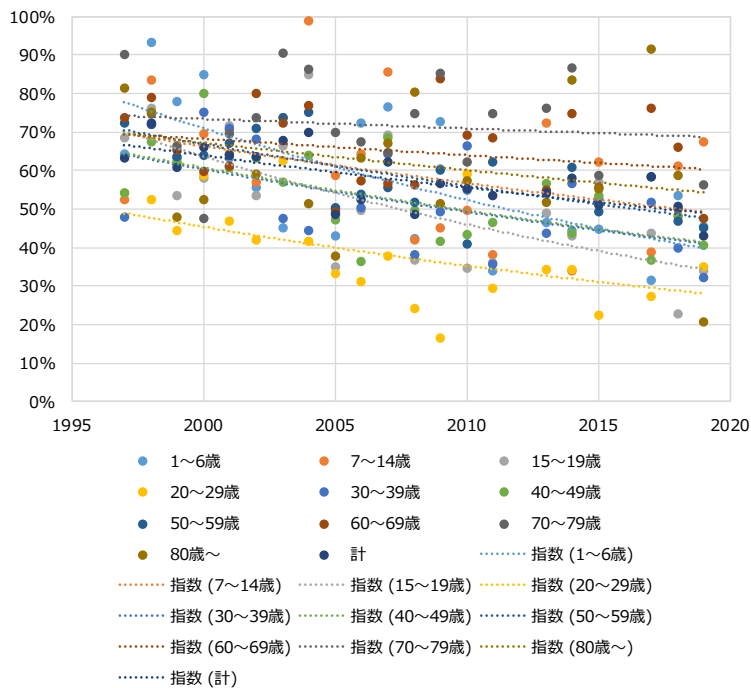 100%
90%
80%
70%
60%
50%
40%
30%
20%
10%
0%
1995 2000 2005 2010 2015 2020
1～6歳 7～14歳 15～19歳
20～29歳 30～39歳 40～49歳
50～59歳 60～69歳 70～79歳
80歳～ 計 指数 (1～6歳)
指数 (7～14歳) 指数 (15～19歳) 指数 (20～29歳)
指数 (30～39歳) 指数 (40～49歳) 指数 (50～59歳)
指数 (60～69歳) 指数 (70～79歳) 指数 (80歳～)
指数 (計)